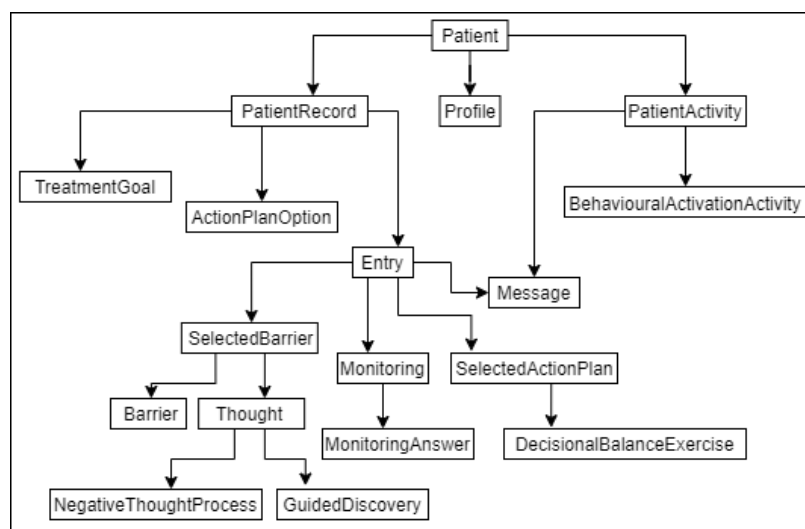 Patient
PatientRecord
Profile
PatientActivity
TreatmentGoal
ActionPlanOption
BehaviouralActivationActivity
Entry
Message
SelectedBarrier
Monitoring
SelectedActionPlan
Barrier
Thought
MonitoringAnswer
DecisionalBalanceExercise
NegativeThoughtProcess
GuidedDiscovery